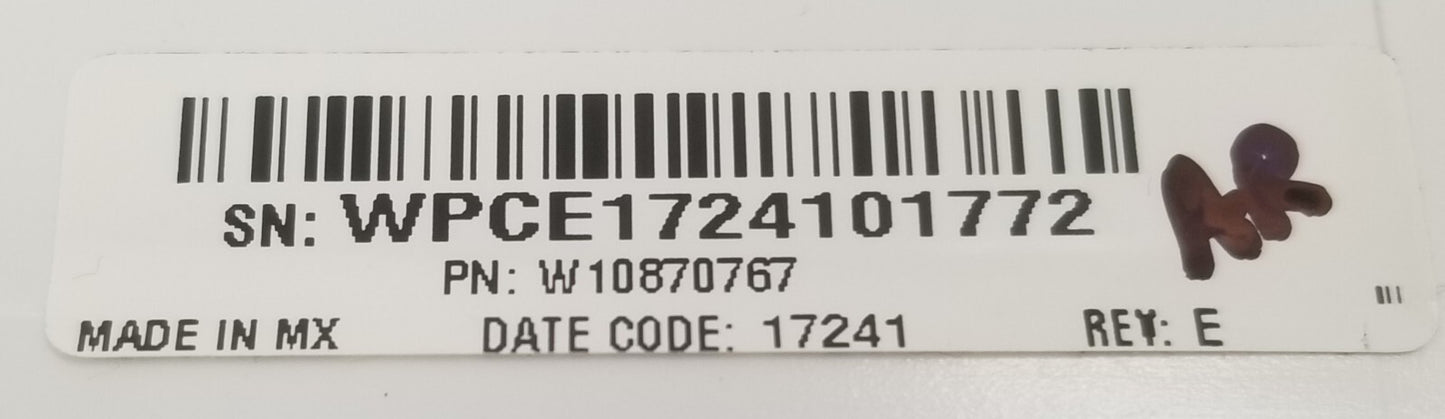 SN: WPCE1724101772
PN: W10870767
MADE IN MX DATE CODE: 17241 REV: E